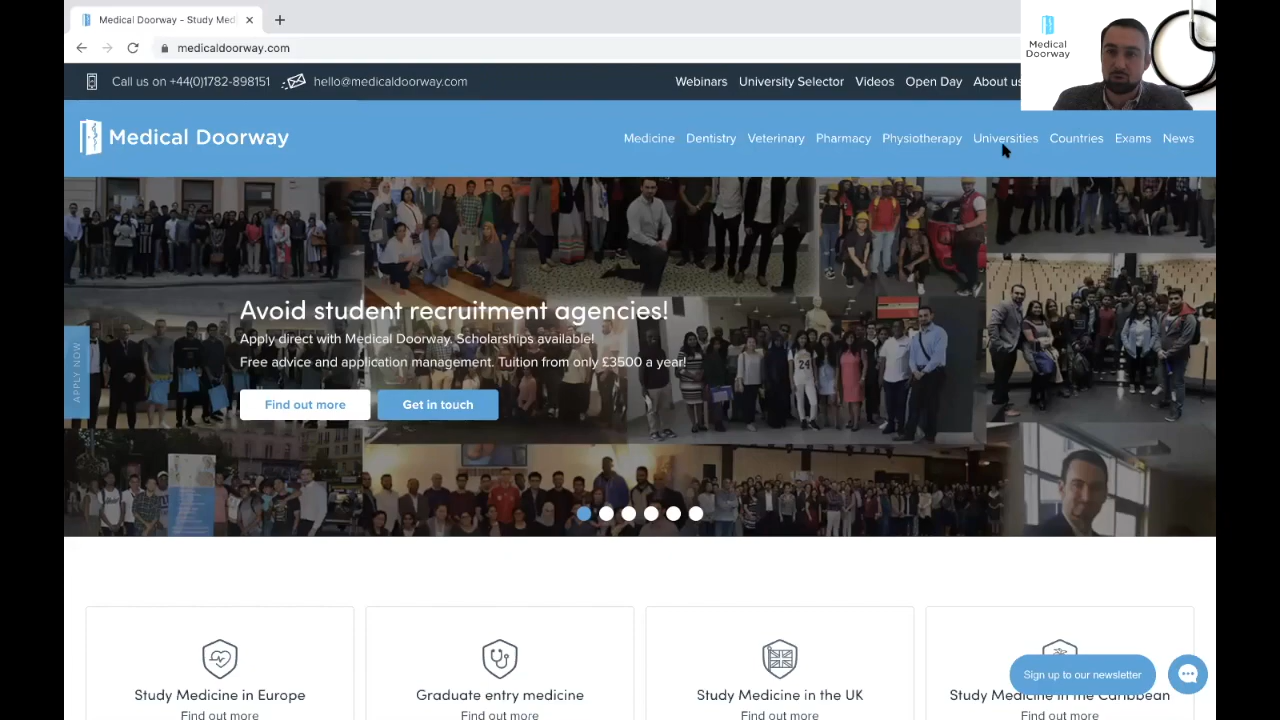 Medical Doorway - Study Med
medicaldoorway.com
Medical
Doorway
Call us on +44(0)1782-898151
hello@medicaldoorway.com
Webinars University Selector Videos Open Day About us
Medical Doorway
Medicine Dentistry Veterinary Pharmacy Physiotherapy Universities Countries Exams News
Avoid student recruitment agencies!
Apply direct with Medical Doorway. Scholarships available!
Free advice and application management. Tuition from only £3500 a year!
APPLY NOW
Find out more Get in touch
24
Study Medicine in Europe
Find out more
Graduate entry medicine
Find out more
Study Medicine in the UK
Find out more
Study Medicine in the Caribbean
Find out more
Sign up to our newsletter